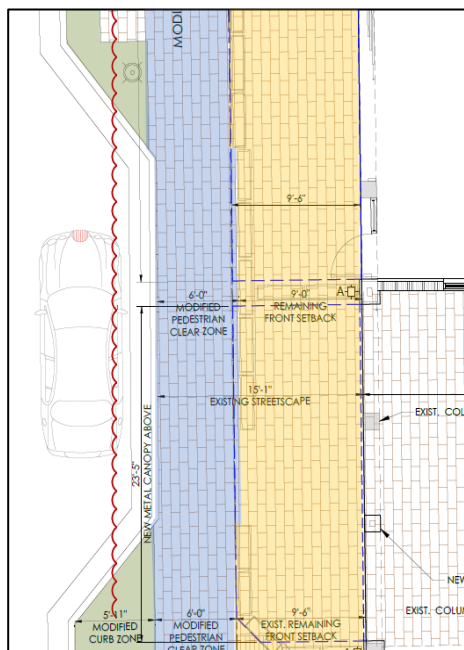 MODI
9'-6"
6'-0"
MODIFIED
PEDESTRIAN
CLEAR ZONE
9'-0"
REMAINING
FRONT SETBACK
A-
15'-1"
EXISTING STREETSCAPE
EXIST. COLU
23'-5"
NEW METAL CANOPY ABOVE
NEW
EXIST. COLUM
5'-11"
MODIFIED
CURB ZONE
6'-0"
MODIFIED
PEDESTRIAN
CLEAR ZONE
9'-6"
EXIST. REMAINING
FRONT SETBACK